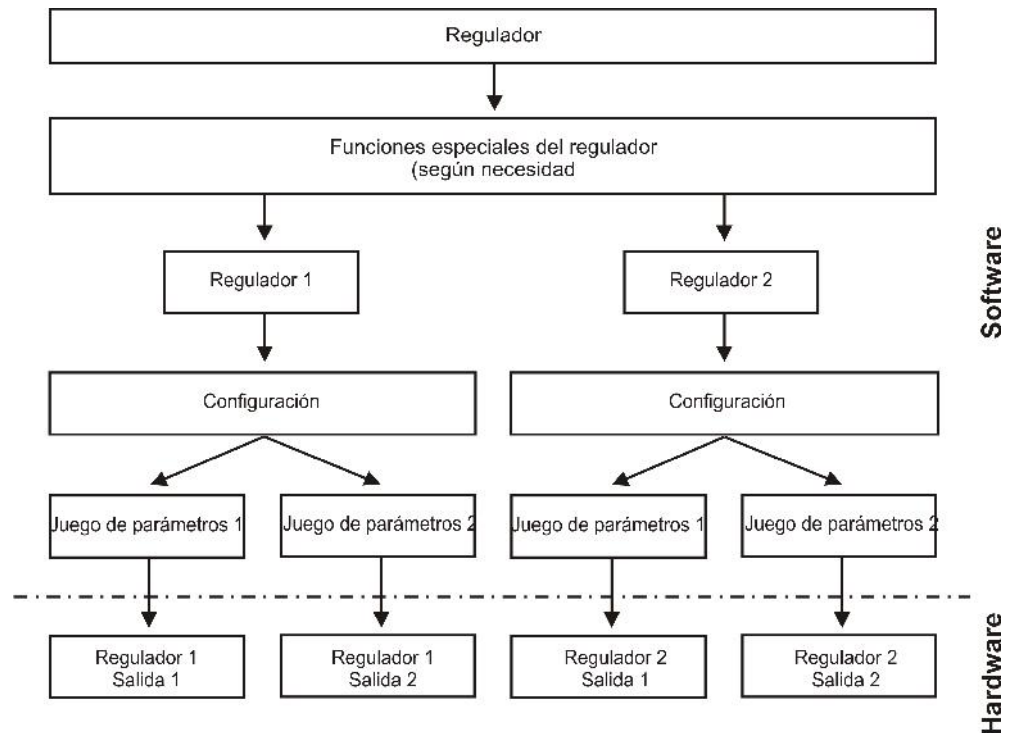 Regulador
Funciones especiales del regulador
(según necesidad
Regulador 1
Regulador 2
Software
Configuración
Configuración
Juego de parámetros 1
Juego de parámetros 2
Juego de parámetros 1
Juego de parámetros 2
Regulador 1
Salida 1
Regulador 1
Salida 2
Regulador 2
Salida 1
Regulador 2
Salida 2
Hardware